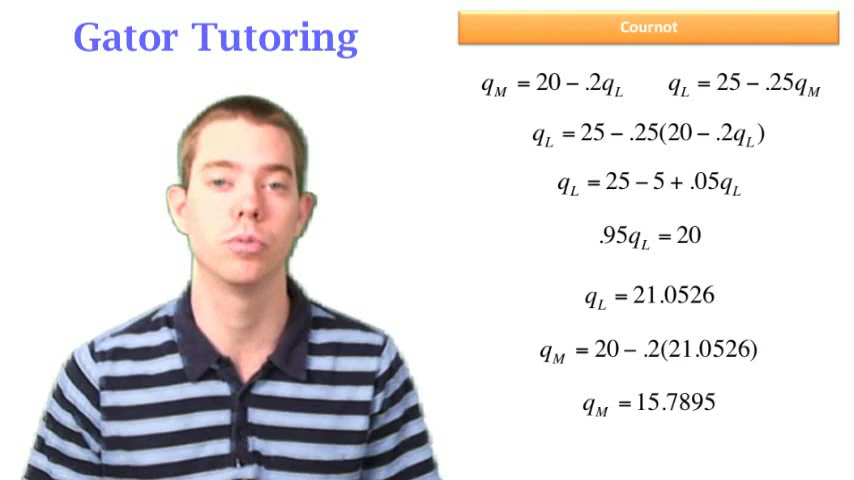 Gator Tutoring
Cournot
q_M = 20 − .2q_L    q_L = 25 − .25q_M
q_L = 25 − .25(20 − .2q_L)
q_L = 25 − 5 + .05q_L
.95q_L = 20
q_L = 21.0526
q_M = 20 − .2(21.0526)
q_M = 15.7895